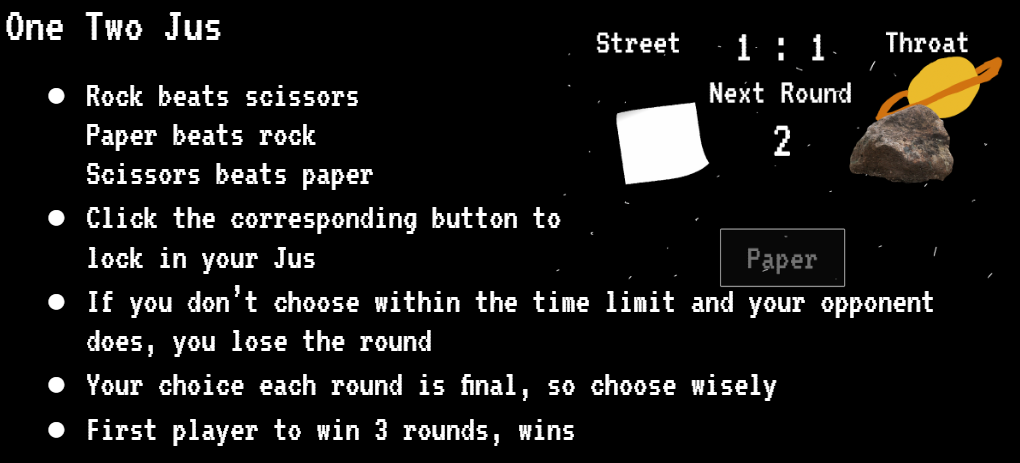 One Two Jus
Street
1 : 1
Throat
Next Round
2
Paper
Rock beats scissors
Paper beats rock
Scissors beats paper
Click the corresponding button to
lock in your Jus
If you don't choose within the time limit and your opponent
does, you lose the round
Your choice each round is final, so choose wisely
First player to win 3 rounds, wins